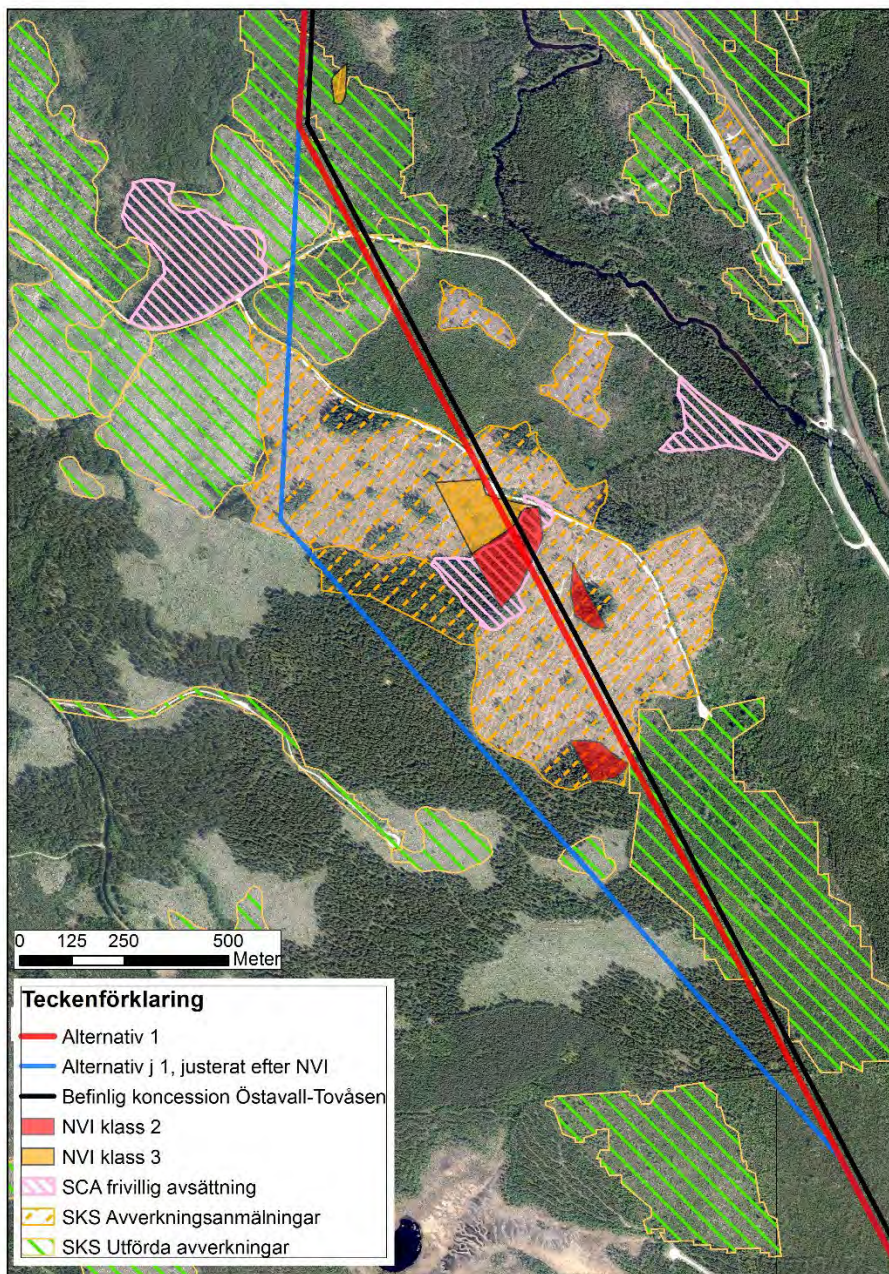 0 125 250 500
Meter
Teckenförklaring
Alternativ 1
Alternativ j 1, justerat efter NVI
Befinlig koncession Östavall-Tovåsen
NVI klass 2
NVI klass 3
SCA frivillig avsättning
SKS Avverkningsanmälningar
SKS Utförda avverkningar